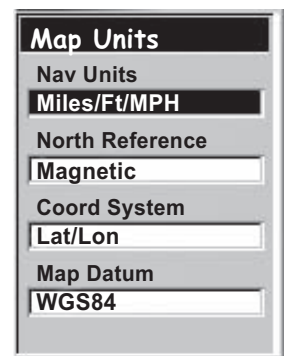 Map Units
Nav Units
Miles/Ft/MPH
North Reference
Magnetic
Coord System
Lat/Lon
Map Datum
WGS84